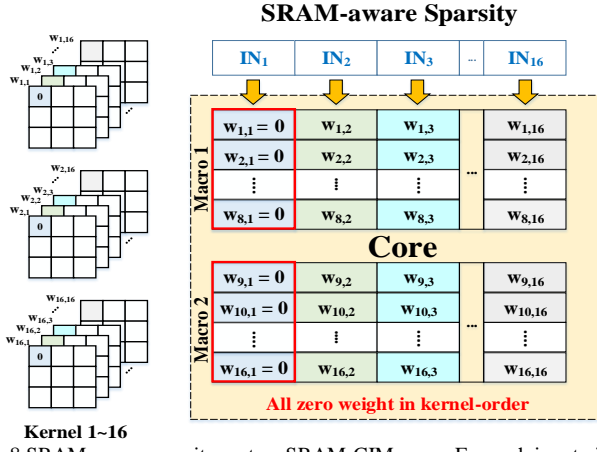 SRAM-aware Sparsity
IN1 IN2 IN3 ... IN16
w1,16
w1,3
w1,2
w1,1
0
w2,16
w2,3
w2,2
w2,1
w16,16
w16,3
w16,2
w16,1
0
Kernel 1~16
Macro 1
w1,1 = 0 w1,2 w1,3 w1,16
w2,1 = 0 w2,2 w2,3 ... w2,16
w8,1 = 0 w8,2 w8,3 w8,16
Core
Macro 2
w9,1 = 0 w9,2 w9,3 w9,16
w10,1 = 0 w10,2 w10,3 ... w10,16
w16,1 = 0 w16,2 w16,3 w16,16
All zero weight in kernel-order